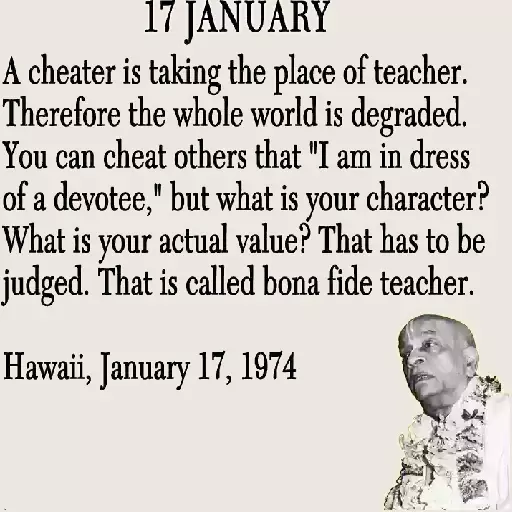 17 JANUARY
A cheater is taking the place of teacher.
Therefore the whole world is degraded.
You can cheat others that "I am in dress
of a devotee," but what is your character?
What is your actual value? That has to be
judged. That is called bona fide teacher.
Hawaii, January 17, 1974